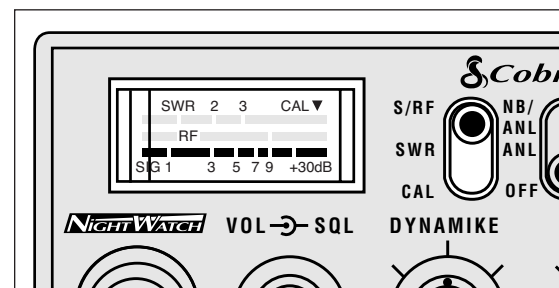 Cob
SWR 2 3 CAL▼
RF
SIG 1 3 5 7 9 +30dB
S/RF
SWR
CAL
NB/
ANL
ANL
OFF
NIGHTWATCH
VOL SQL
DYNAMIKE